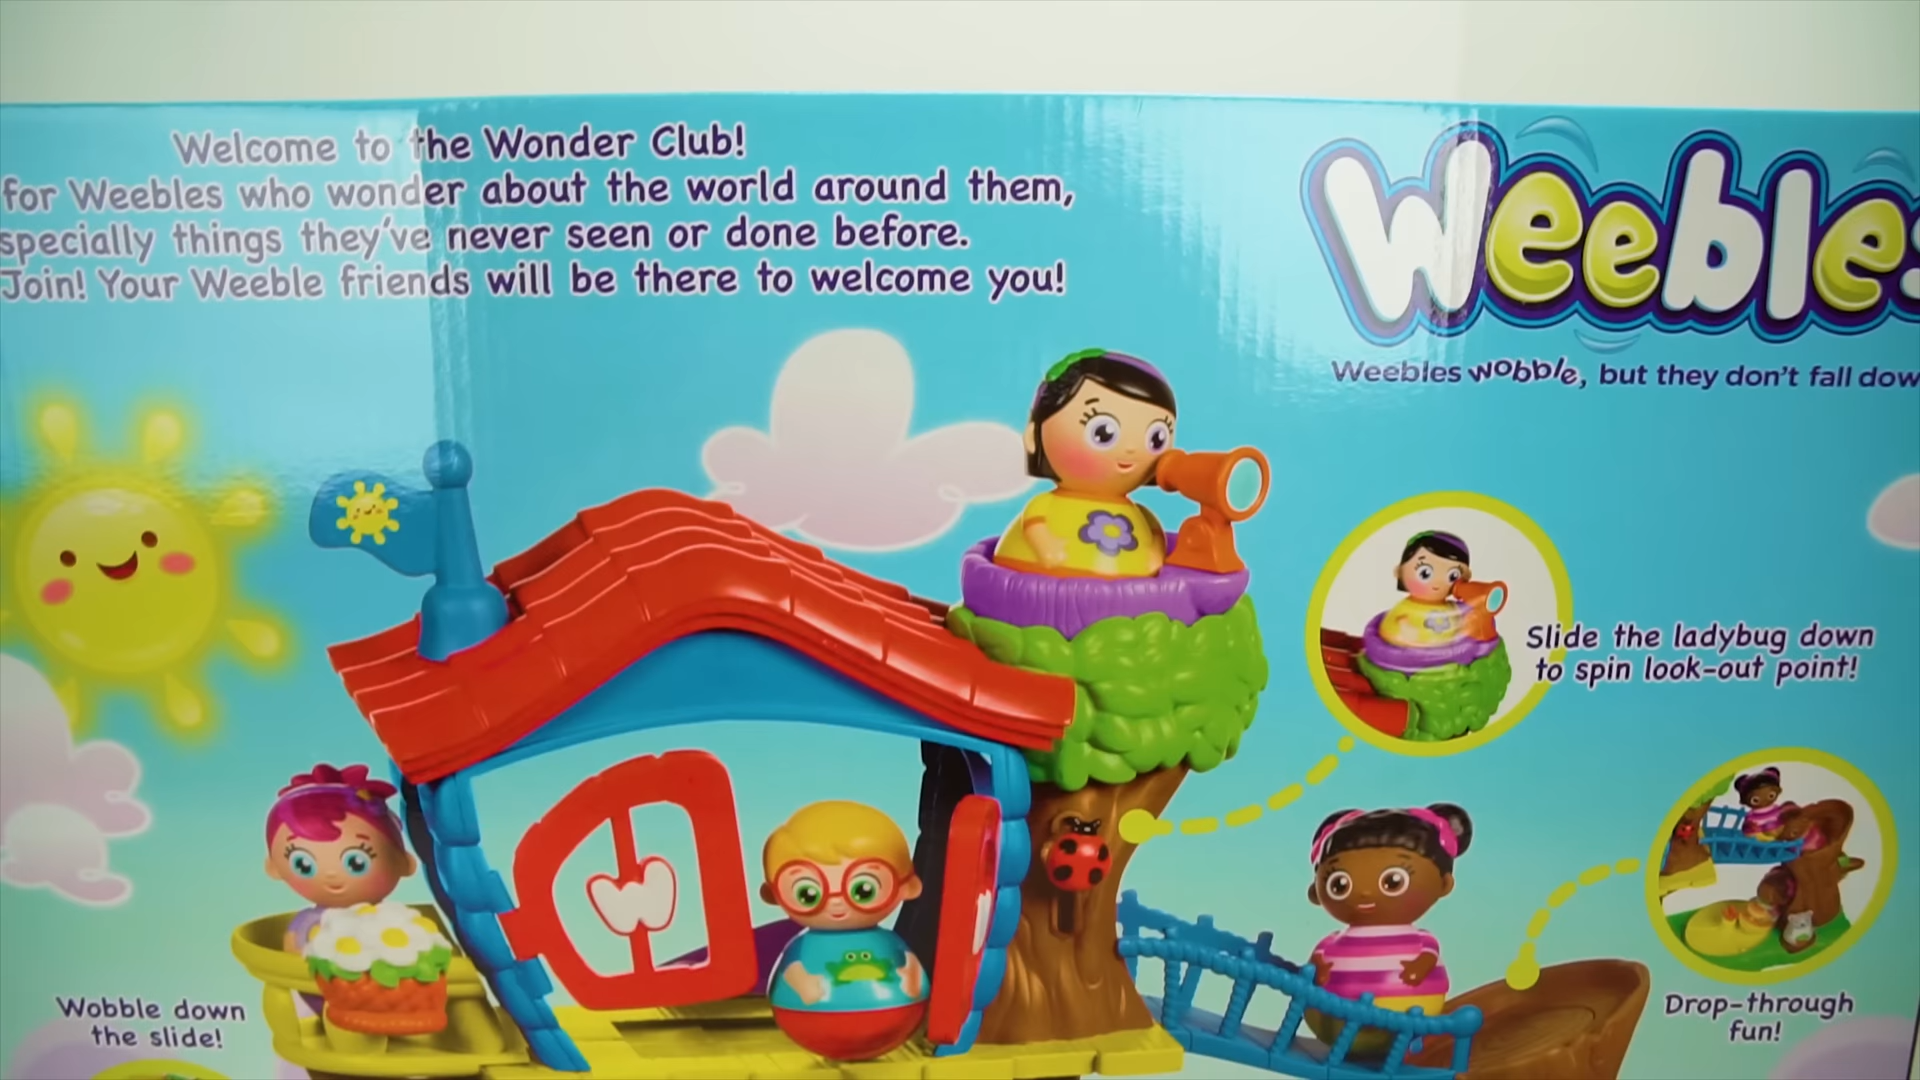 Welcome to the Wonder Club!
for Weebles who wonder about the world around them,
specially things they've never seen or done before.
Join! Your Weeble friends will be there to welcome you!
Weebles
Weebles wobble, but they don't fall dow
Slide the ladybug down
to spin look-out point!
W
Drop-through
fun!
Wobble down
the slide!